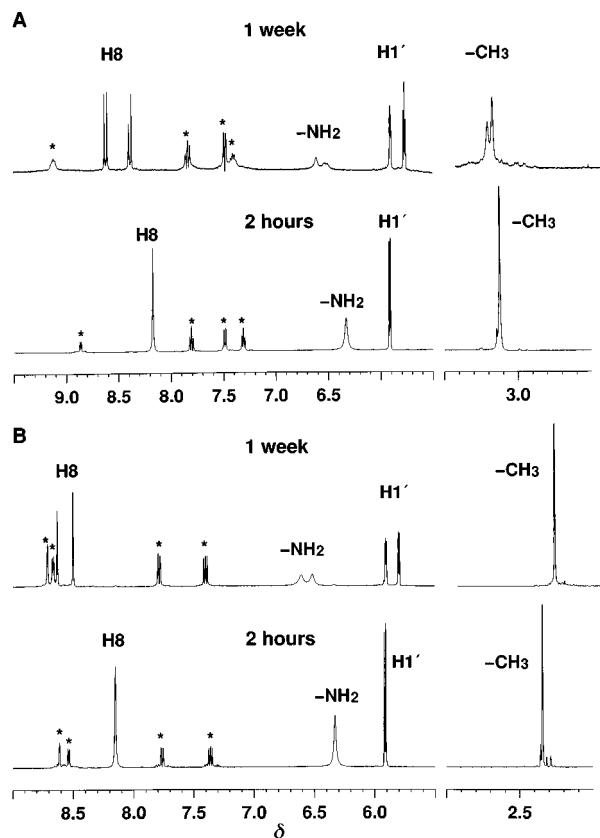 A
1 week
H8
H1´
–CH3
*
*
*
*
–NH2
2 hours
H8
H1´
–CH3
–NH2
*
*
*
*
9.0 8.5 8.0 7.5 7.0 6.5 3.0
B
1 week
H8
–CH3
H1´
*
*
*
*
–NH2
2 hours
H8
H1´
–CH3
–NH2
*
*
*
*
8.5 8.0 7.5 7.0 6.5 6.0 2.5
δ